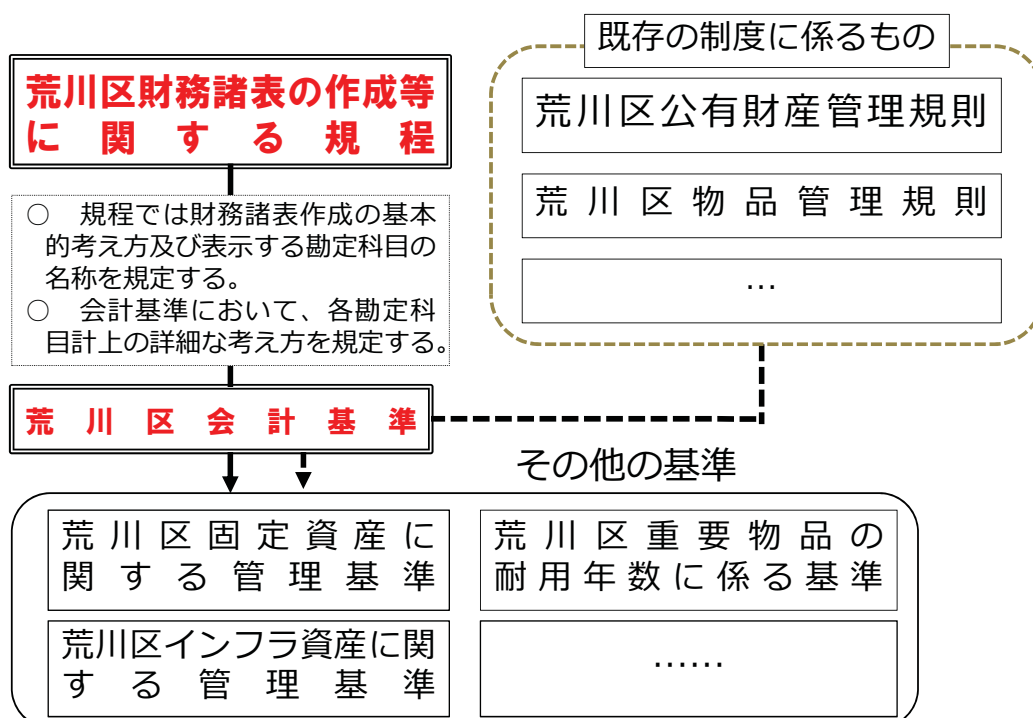 既存の制度に係るもの
荒川区財務諸表の作成等
に関する規程
荒川区公有財産管理規則
荒川区物品管理規則
…
○　規程では財務諸表作成の基本
的考え方及び表示する勘定科目の
名称を規定する。
○　会計基準において、各勘定科
目計上の詳細な考え方を規定する。
荒川区会計基準
その他の基準
荒川区固定資産に
関する管理基準
荒川区重要物品の
耐用年数に係る基準
荒川区インフラ資産に関
する管理基準
……